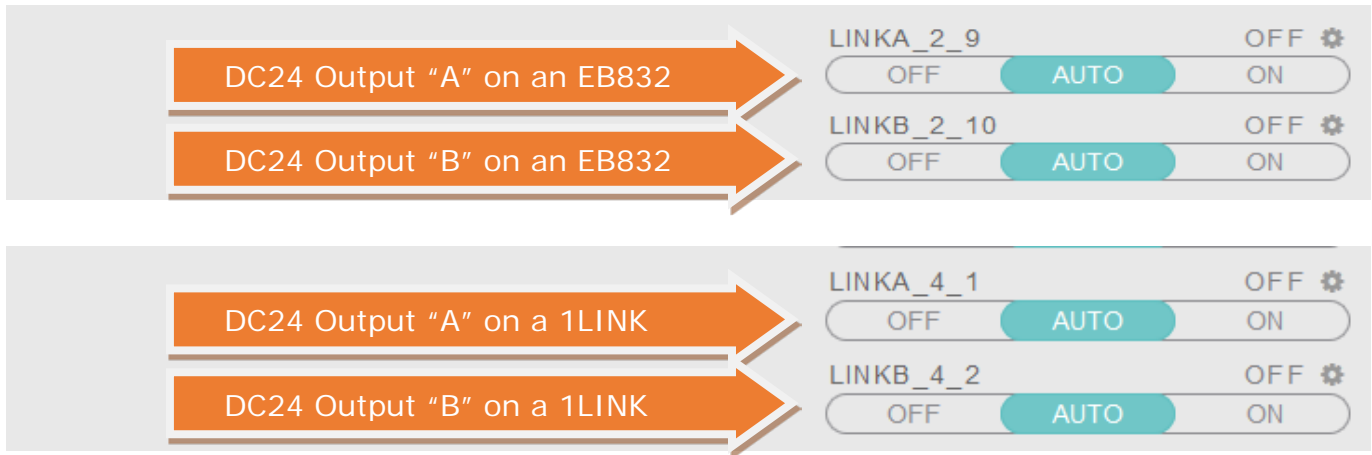 LINKA_2_9 OFF
DC24 Output “A” on an EB832
OFF AUTO ON
LINKB_2_10 OFF
DC24 Output “B” on an EB832
OFF AUTO ON
LINKA_4_1 OFF
DC24 Output “A” on a 1LINK
OFF AUTO ON
LINKB_4_2 OFF
DC24 Output “B” on a 1LINK
OFF AUTO ON